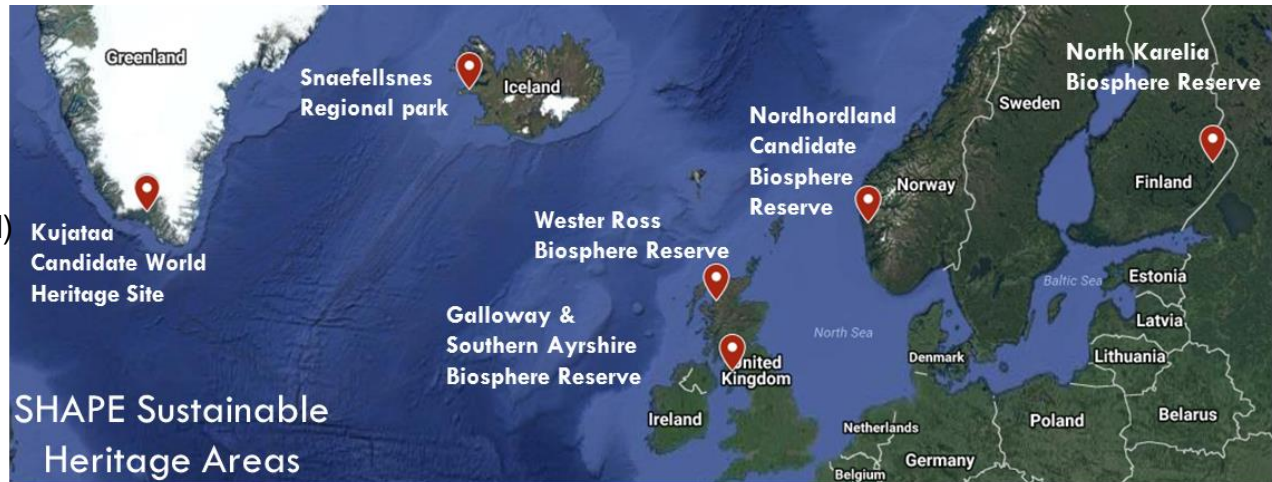 Greenland
Snaefellsnes
Regional park
Iceland
North Karelia
Biosphere Reserve
Sweden
Nordhordland
Candidate
Biosphere
Reserve
Norway
Finland
l)
Kujataa
Candidate World
Heritage Site
Wester Ross
Biosphere Reserve
Galloway &
Southern Ayrshire
Biosphere Reserve
Baltic Sea
Estonia
Latvia
North Sea
Denmark
Lithuania
United
Kingdom
Ireland
Netherlands
Poland
Belarus
Belgium
Germany
SHAPE Sustainable
Heritage Areas